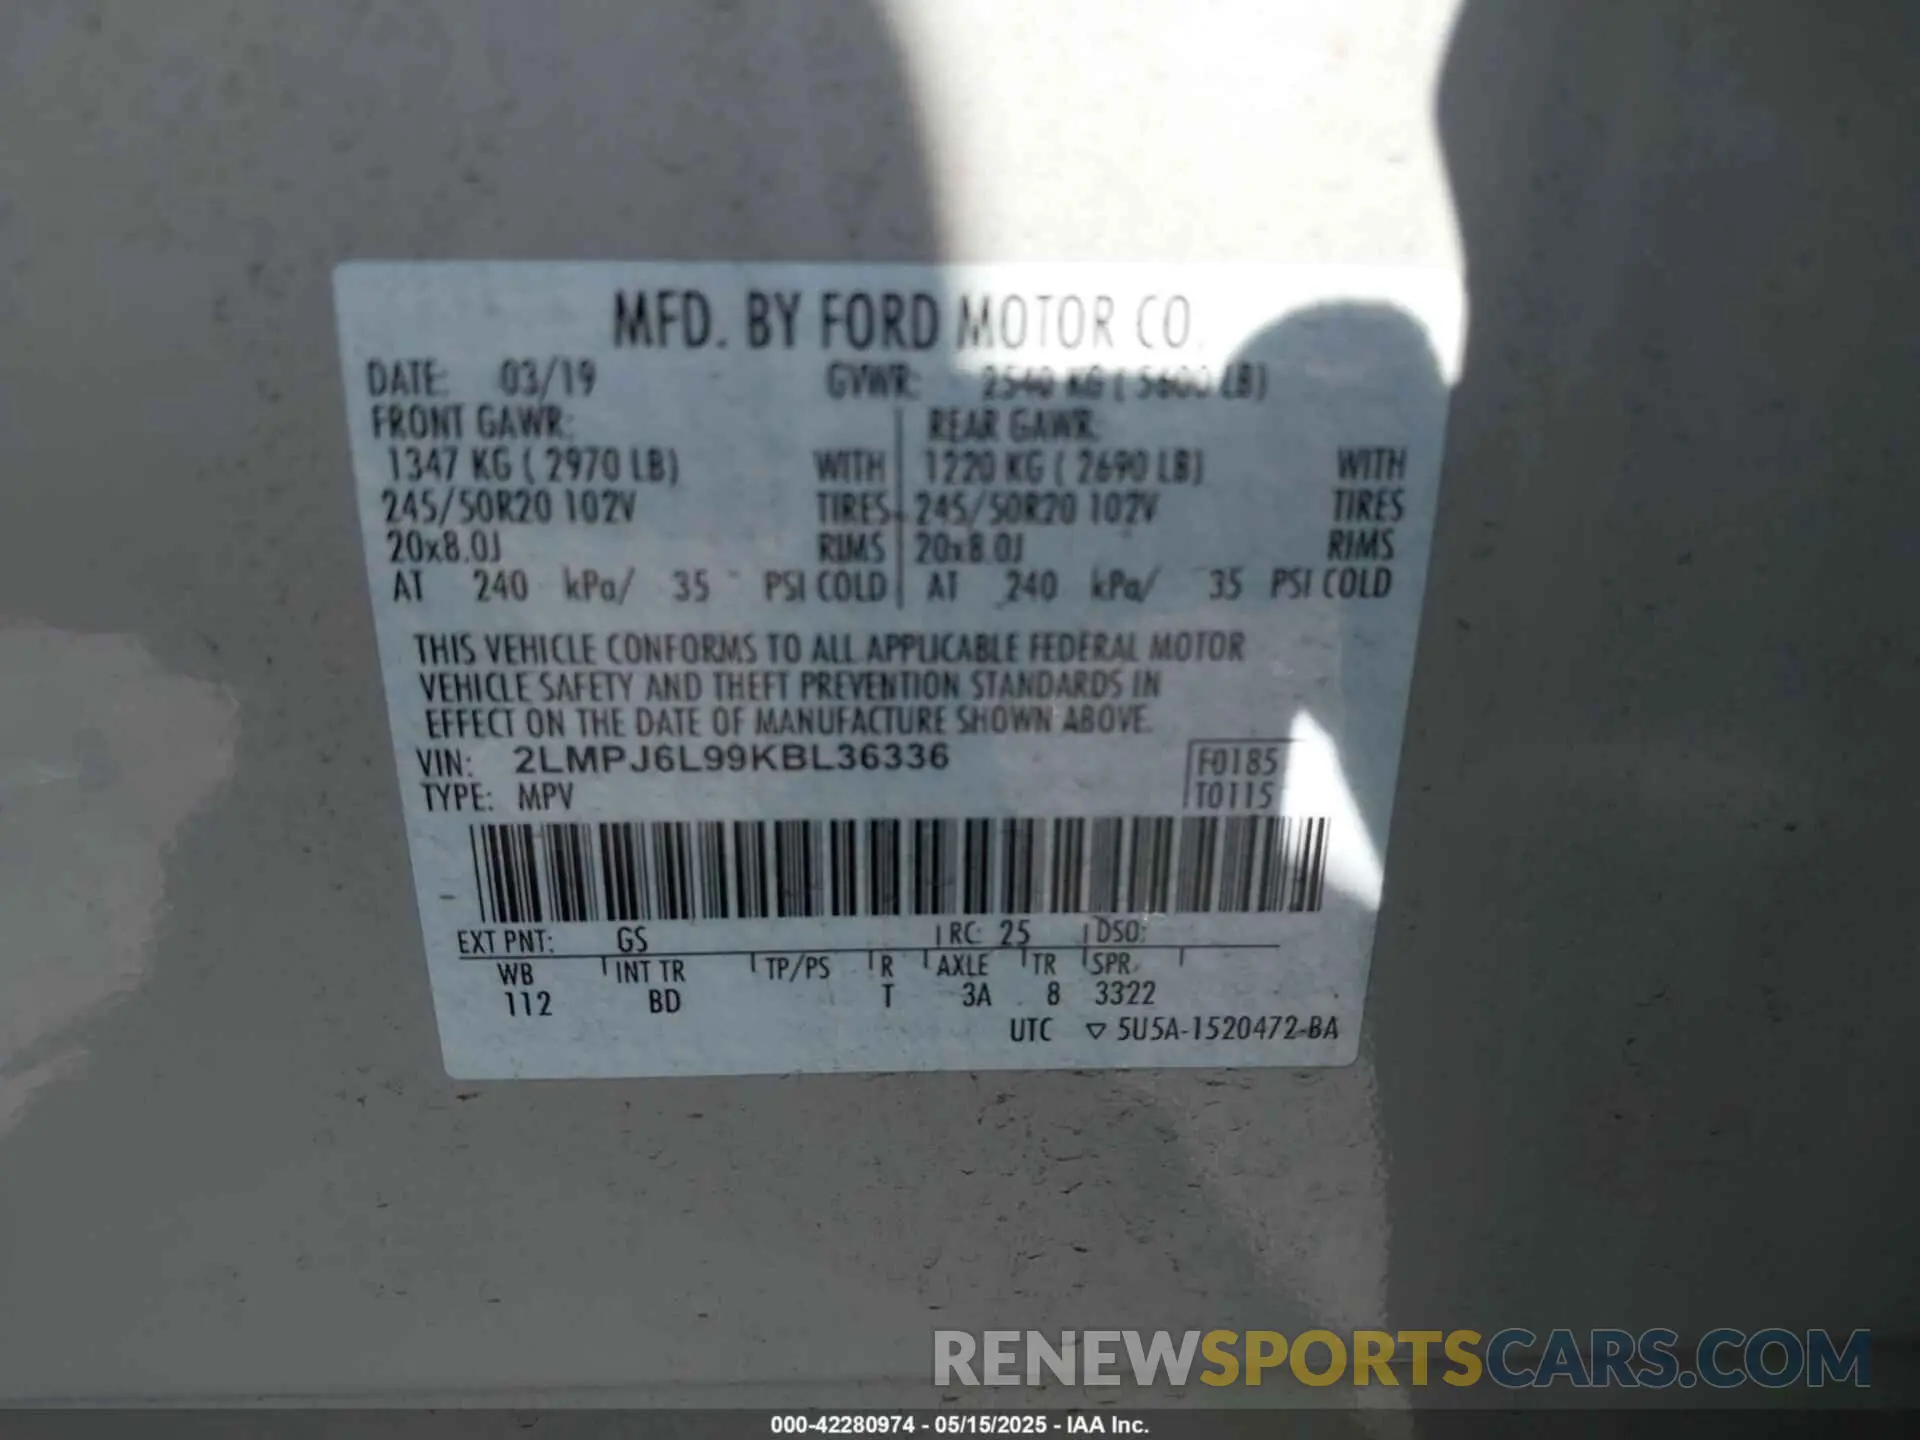 MFD. BY FORD MOTOR CO.
DATE: 03/19 GVWR: 2540 KG ( 5600 LB)
FRONT GAWR: REAR GAWR:
1347 KG ( 2970 LB) WITH 1220 KG ( 2690 LB) WITH
245/50R20 102V TIRES 245/50R20 102V TIRES
20x8.0J RIMS 20x8.0J RIMS
AT 240 kPa/ 35 PSI COLD AT 240 kPa/ 35 PSI COLD
THIS VEHICLE CONFORMS TO ALL APPLICABLE FEDERAL MOTOR
VEHICLE SAFETY AND THEFT PREVENTION STANDARDS IN
EFFECT ON THE DATE OF MANUFACTURE SHOWN ABOVE.
VIN: 2LMPJ6L99KBL36336 F0185
TYPE: MPV T0115
EXT PNT: GS RC: 25 DSO:
WB INT TR TP/PS R AXLE TR SPR
112 BD T 3A 8 3322
UTC ▽ 5U5A-1520472-BA
RENEWSPORTSCARS.COM
000-42280974 - 05/15/2025 - IAA Inc.